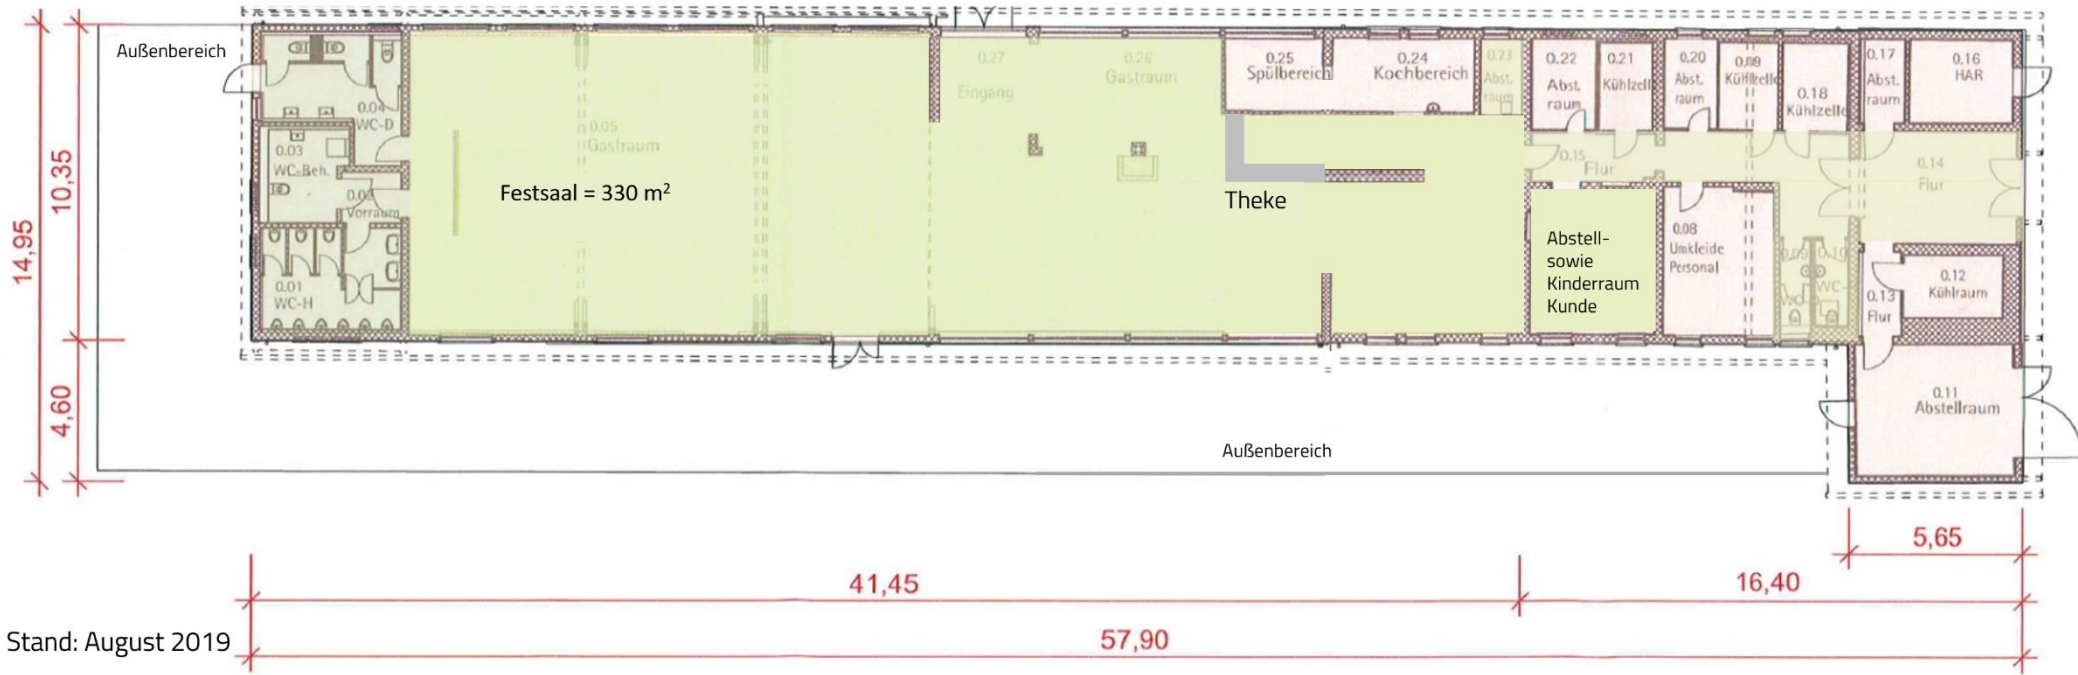 Außenbereich
0.04
WC-D
0.03
WC-Beh.
0.02
Vorraum
0.01
WC-H
0.05
Gastraum
Festsaal = 330 m²
0.27
Eingang
0.26
Gastraum
Theke
0.25
Spülbereich
0.24
Kochbereich
0.23
Abst.
raum
0.22
Abst.
raum
0.21
Kühlzell
0.20
Abst.
raum
Kühlzelle
0.18
Kühlzelle
0.17
Abst.
raum
0.16
HAR
0.15
Flur
0.14
Flur
Abstell-
sowie
Kinderraum
Kunde
0.08
Umkleide
Personal
0.09
WC
0.10
WC-
0.13
Flur
0.12
Kühlraum
0.11
Abstellraum
Außenbereich
14,95
10,35
4,60
5,65
41,45
16,40
57,90
Stand: August 2019